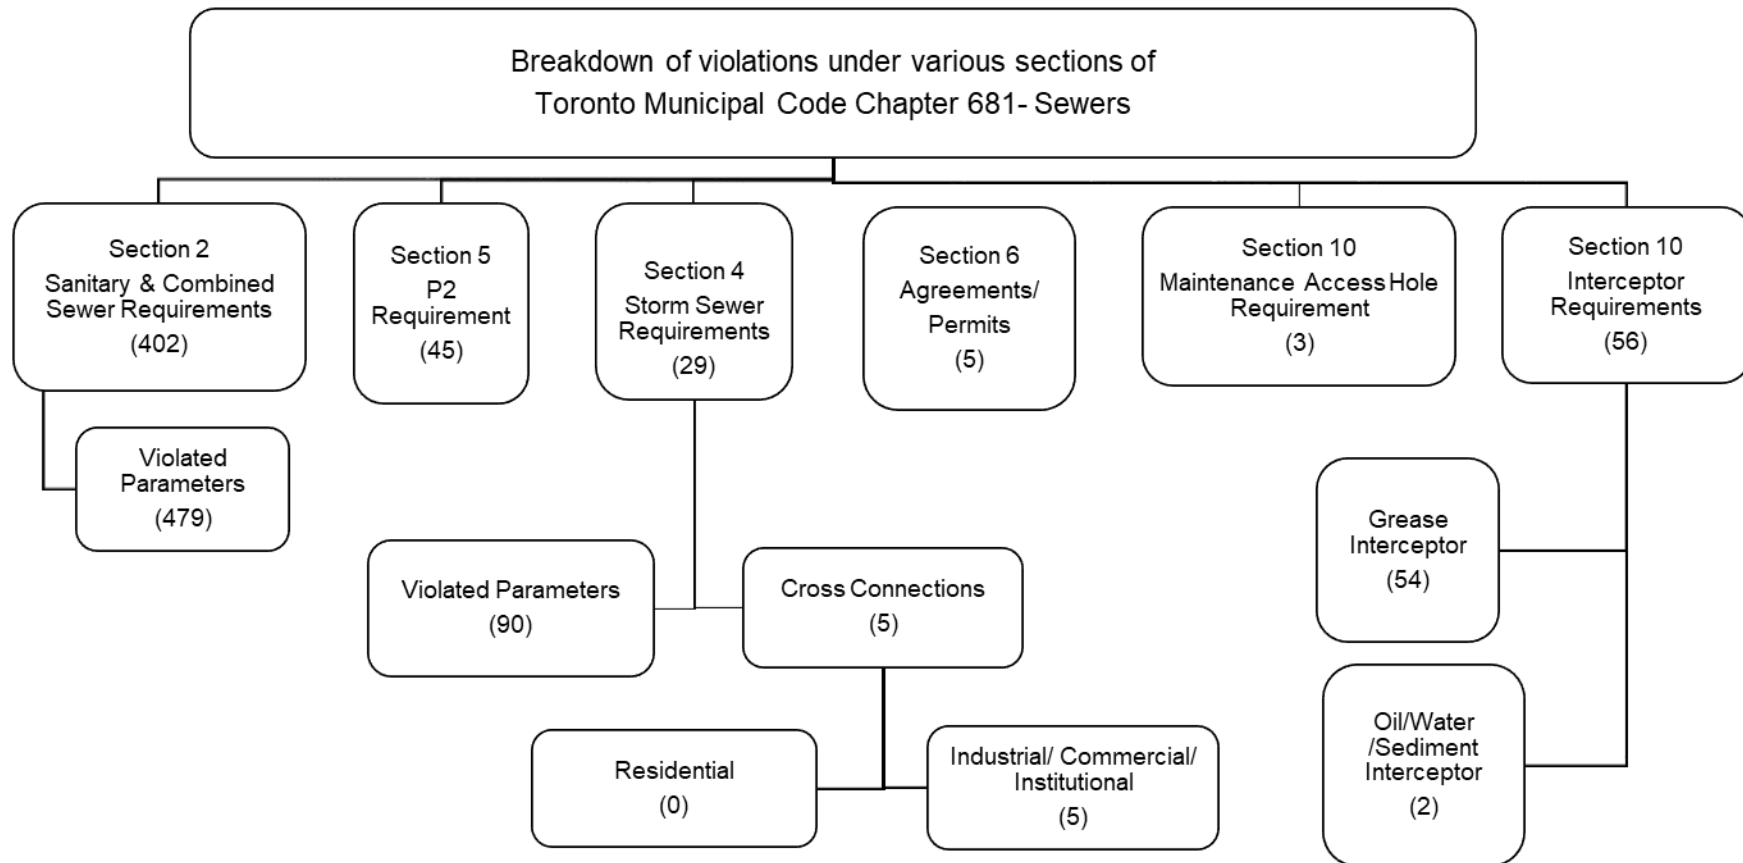 Breakdown of violations under various sections of
Toronto Municipal Code Chapter 681- Sewers
Section 2
Sanitary & Combined
Sewer Requirements
(402)
Section 5
P2
Requirement
(45)
Section 4
Storm Sewer
Requirements
(29)
Section 6
Agreements/
Permits
(5)
Section 10
Maintenance Access Hole
Requirement
(3)
Section 10
Interceptor
Requirements
(56)
Violated
Parameters
(479)
Violated Parameters
(90)
Cross Connections
(5)
Grease
Interceptor
(54)
Residential
(0)
Industrial/ Commercial/
Institutional
(5)
Oil/Water
/Sediment
Interceptor
(2)